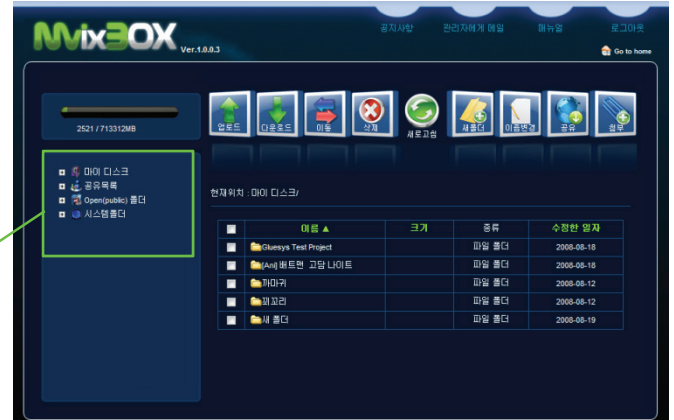 MixBOX Ver.1.0.0.3
공지사항 관리자에게 메일 매뉴얼 로그아웃
Go to home
2521 / 713312MB
업로드 다운로드 이동 삭제 새로고침 새폴더 이름변경 공유 첨부
마이 디스크
공유목록
Open(public) 폴더
시스템폴더
현재위치 : 마이 디스크/
이름 ▲ 크기 종류 수정한 일자
Gluesys Test Project 파일 폴더 2008-08-18
[Ani] 배트맨 고담 나이트 파일 폴더 2008-08-18
까마귀 파일 폴더 2008-08-12
꾀꼬리 파일 폴더 2008-08-12
새 폴더 파일 폴더 2008-08-19